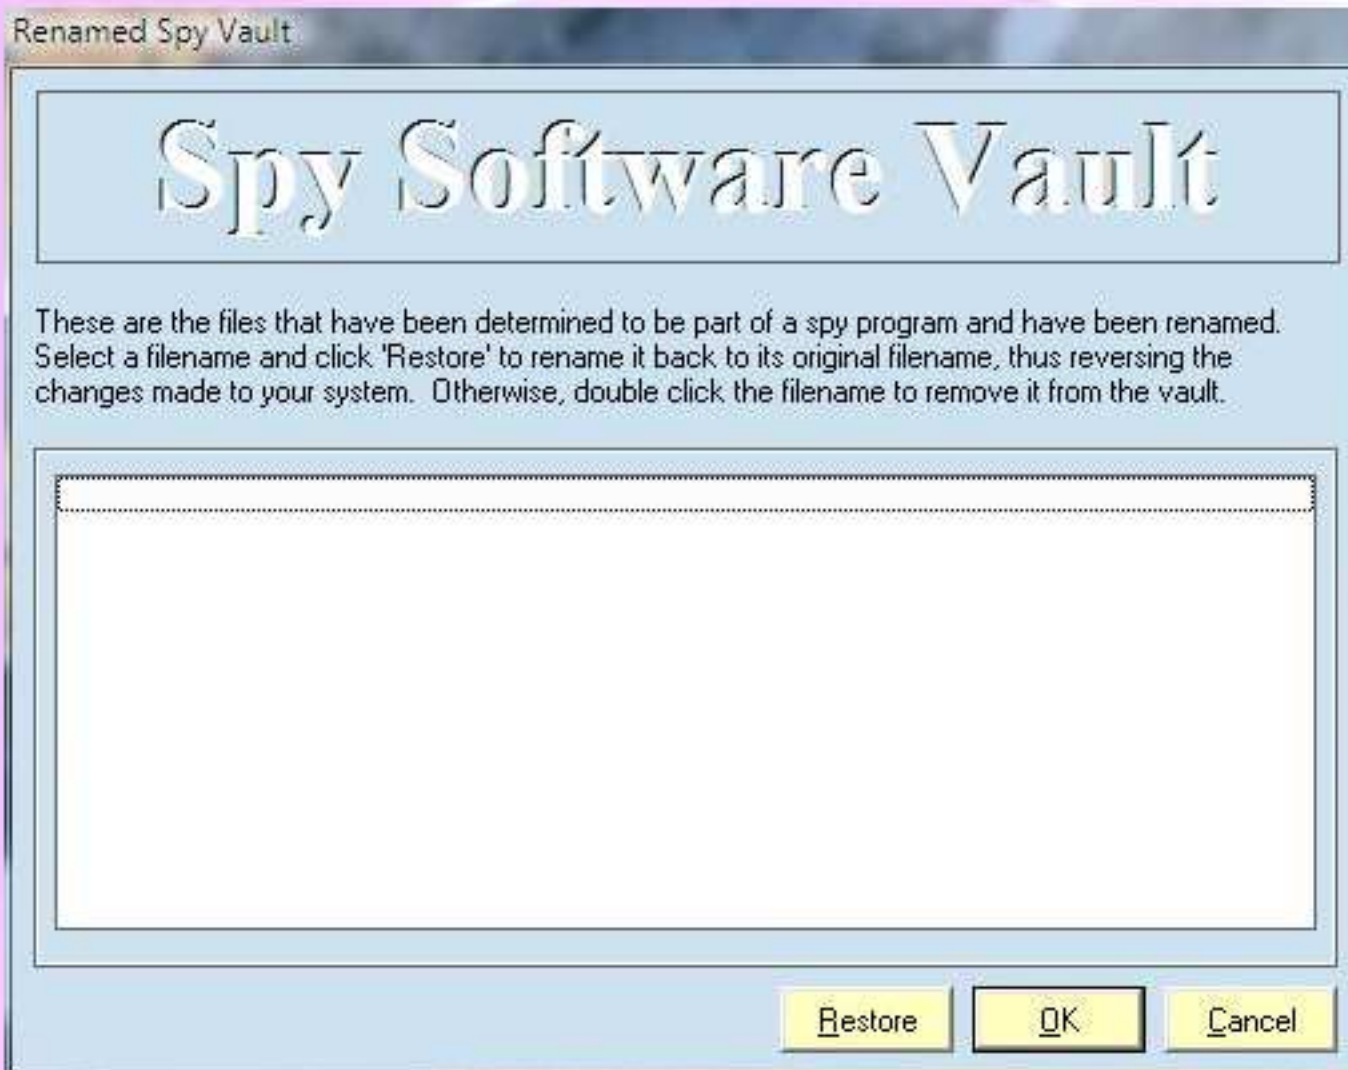 Renamed Spy Vault
Spy Software Vault
These are the files that have been determined to be part of a spy program and have been renamed.
Select a filename and click 'Restore' to rename it back to its original filename, thus reversing the
changes made to your system.  Otherwise, double click the filename to remove it from the vault.
Restore
OK
Cancel